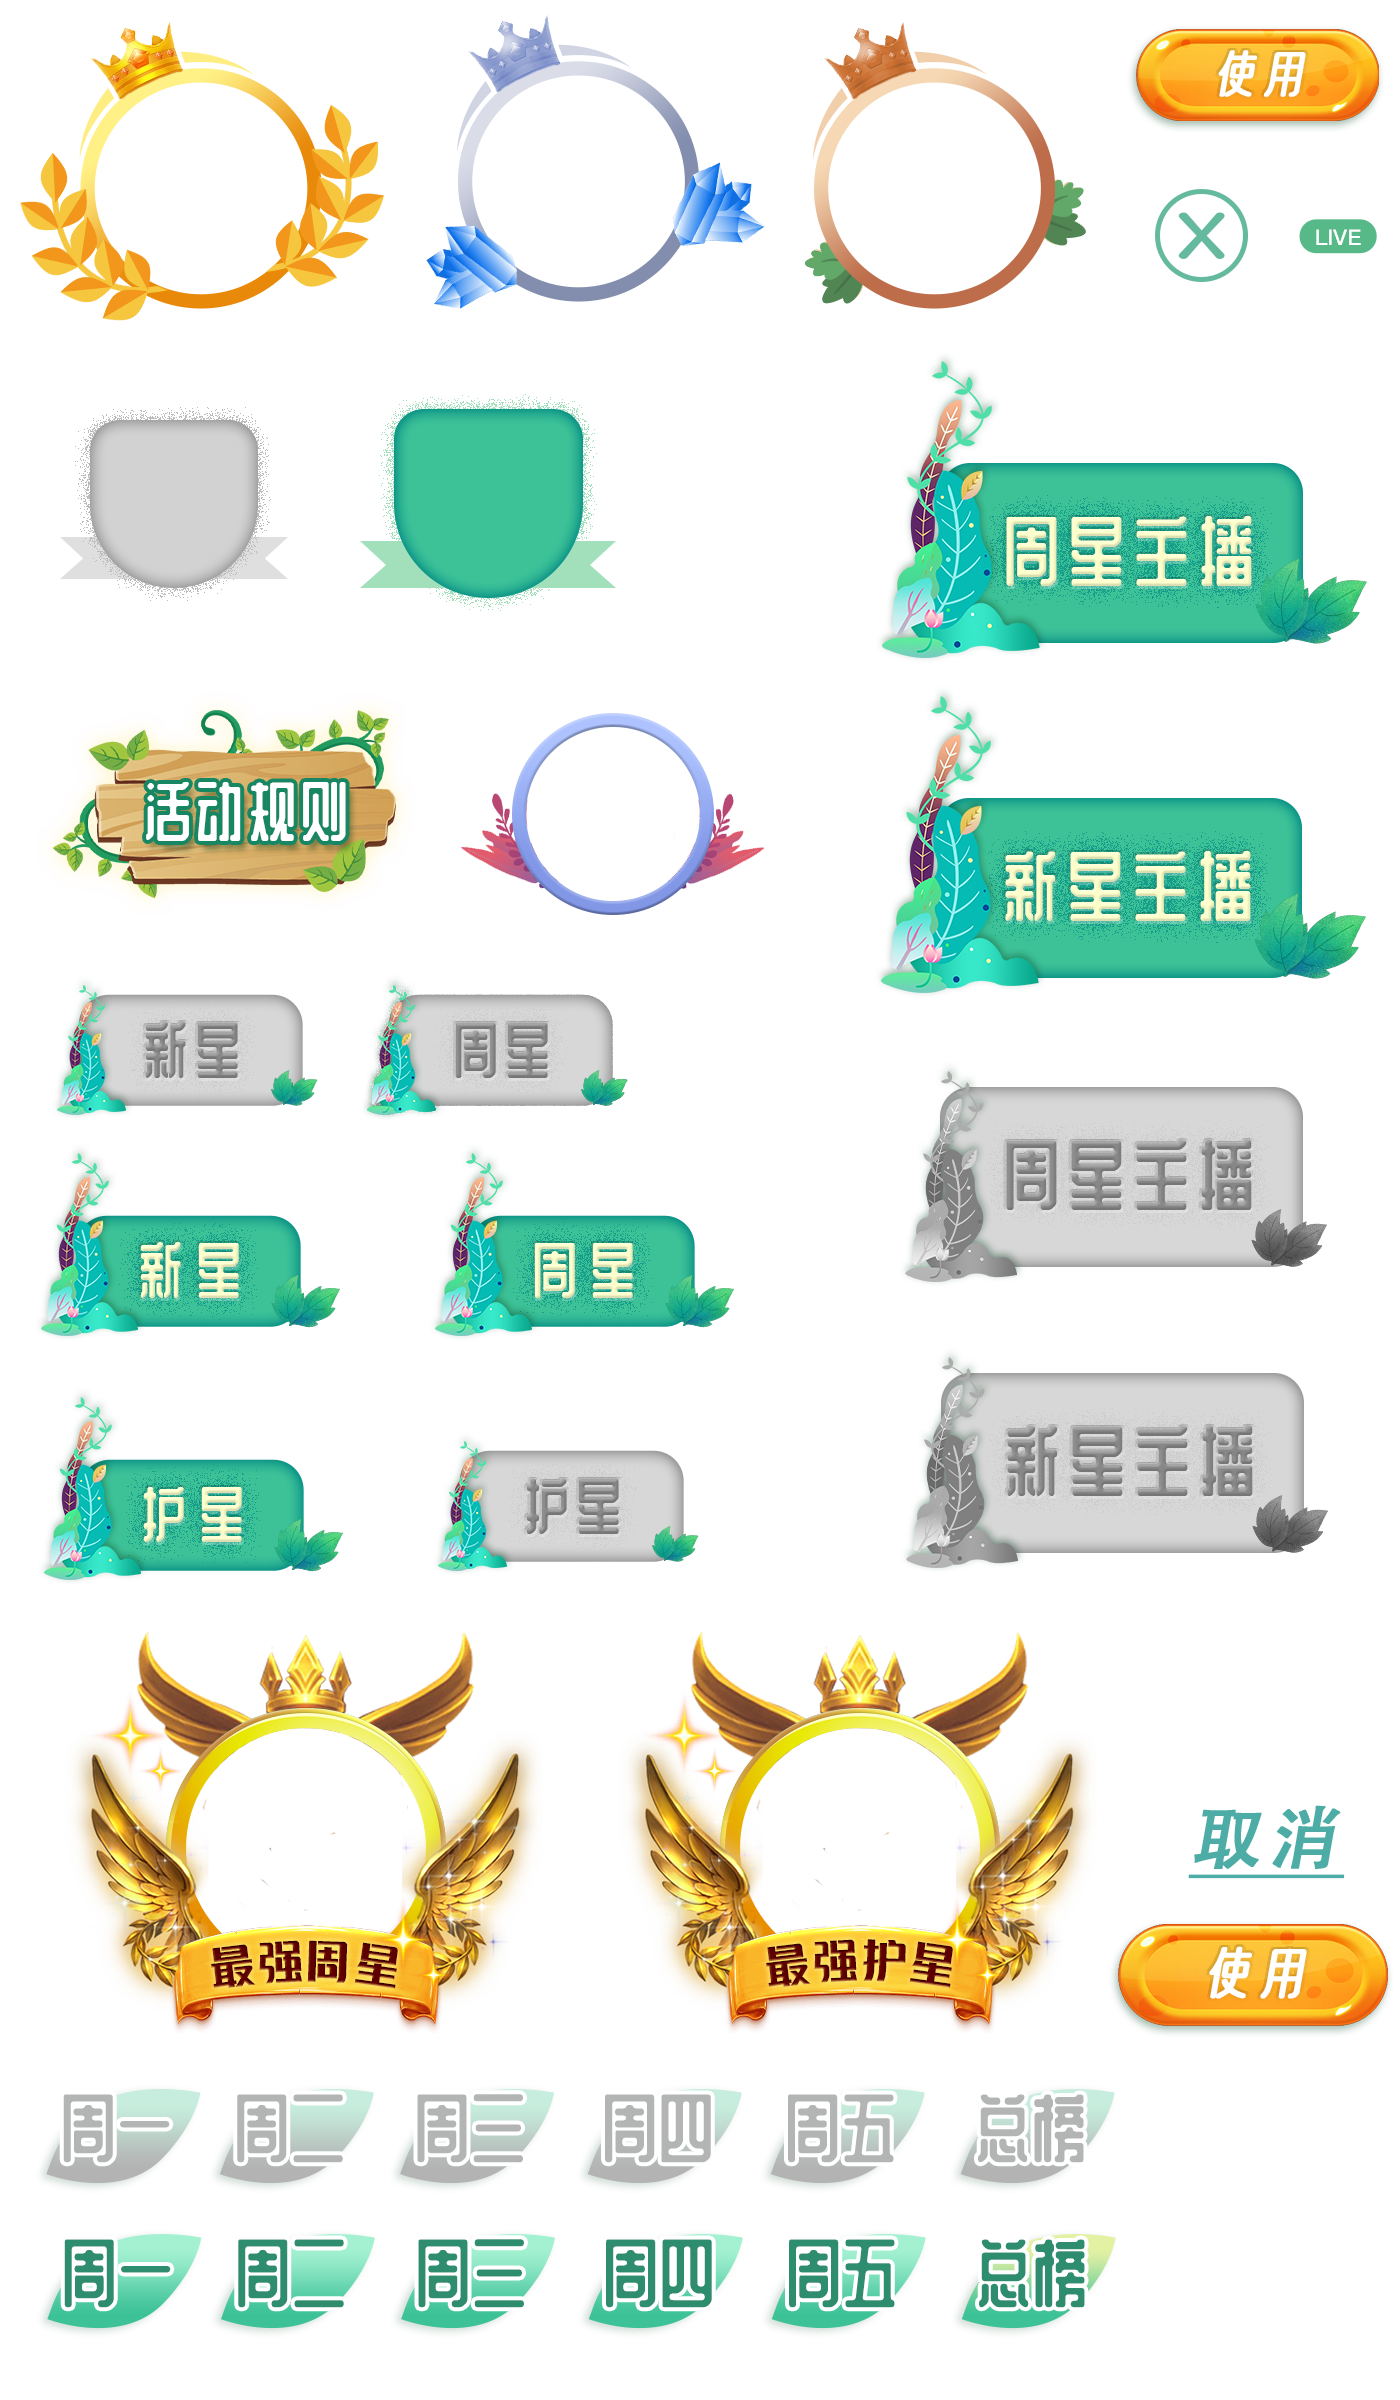 使用
LIVE
周星主播
活动规则
新星主播
新星
周星
周星主播
新星
周星
新星主播
护星
护星
最强周星
最强护星
取消
使用
周一
周二
周三
周四
周五
总榜
周一
周二
周三
周四
周五
总榜